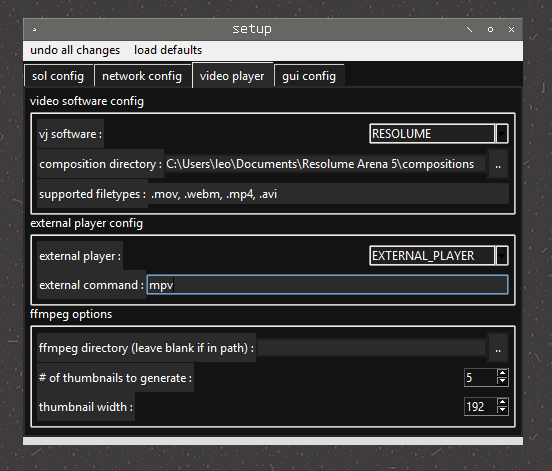 setup
undo all changes load defaults
sol config network config video player gui config
video software config
vj software : RESOLUME
composition directory : C:\Users\leo\Documents\Resolume Arena 5\compositions ..
supported filetypes : .mov, .webm, .mp4, .avi
external player config
external player : EXTERNAL_PLAYER
external command : mpv
ffmpeg options
ffmpeg directory (leave blank if in path) : ..
# of thumbnails to generate : 5
thumbnail width : 192